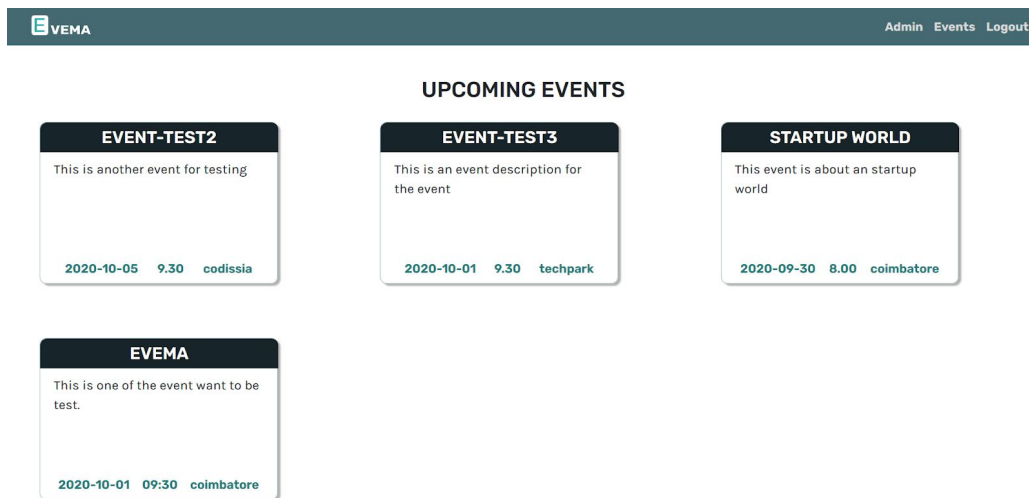 EVEMA
Admin Events Logout
UPCOMING EVENTS
EVENT-TEST2
This is another event for testing
2020-10-05 9.30 codissia
EVENT-TEST3
This is an event description for
the event
2020-10-01 9.30 techpark
STARTUP WORLD
This event is about an startup
world
2020-09-30 8.00 coimbatore
EVEMA
This is one of the event want to be
test.
2020-10-01 09:30 coimbatore